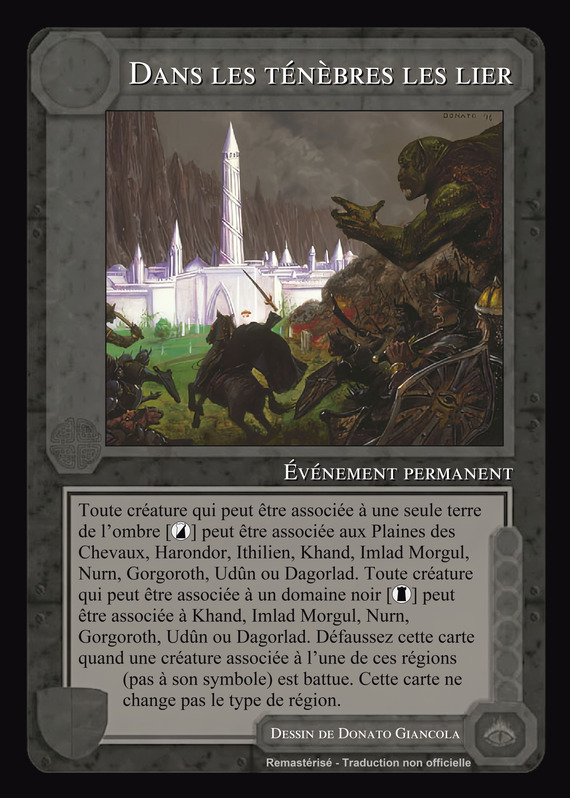 Dans les ténèbres les lier
DONATO '96
Événement permanent
Toute créature qui peut être associée à une seule terre
de l’ombre [ ] peut être associée aux Plaines des
Chevaux, Harondor, Ithilien, Khand, Imlad Morgul,
Nurn, Gorgoroth, Udûn ou Dagorlad. Toute créature
qui peut être associée à un domaine noir [ ] peut
être associée à Khand, Imlad Morgul, Nurn,
Gorgoroth, Udûn ou Dagorlad. Défaussez cette carte
quand une créature associée à l’une de ces régions
(pas à son symbole) est battue. Cette carte ne
change pas le type de région.
Dessin de Donato Giancola
Remastérisé - Traduction non officielle